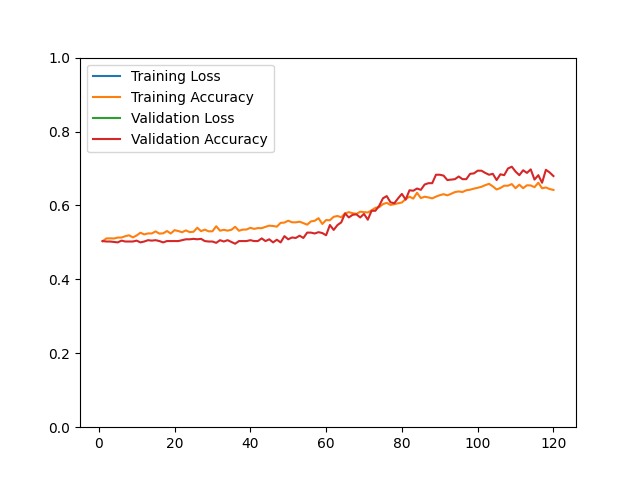 1.0
0.8
0.6
0.4
0.2
0.0
Training Loss
Training Accuracy
Validation Loss
Validation Accuracy
0 20 40 60 80 100 120